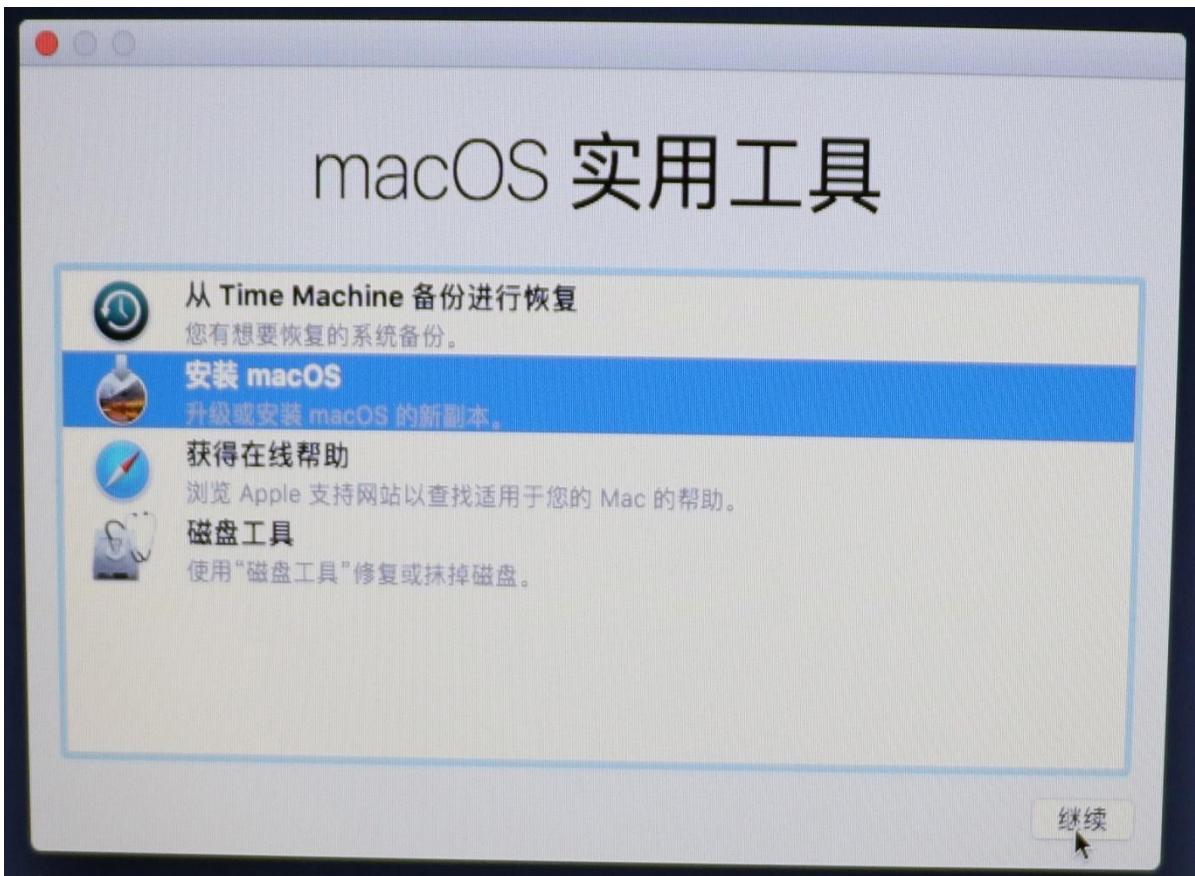 macOS 实用工具
从 Time Machine 备份进行恢复
您有想要恢复的系统备份。
安装 macOS
升级或安装 macOS 的新副本。
获得在线帮助
浏览 Apple 支持网站以查找适用于您的 Mac 的帮助。
磁盘工具
使用“磁盘工具”修复或抹掉磁盘。
继续